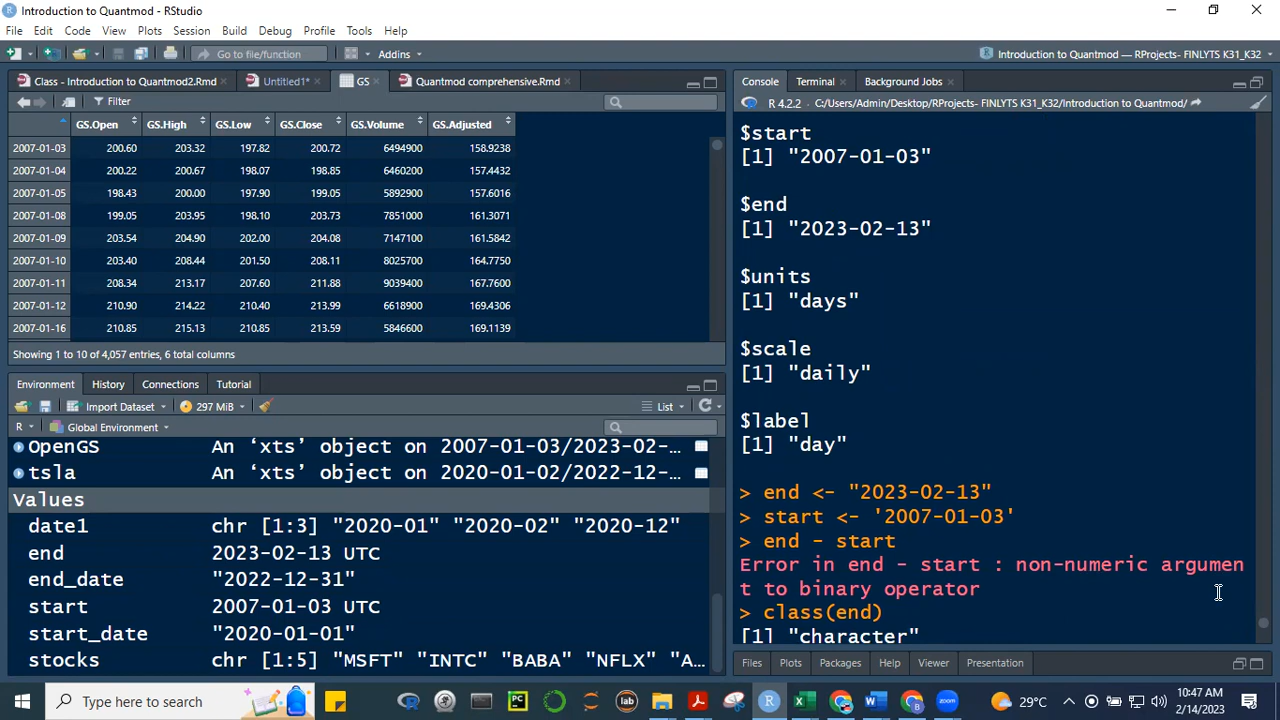 Introduction to Quantmod - RStudio
File Edit Code View Plots Session Build Debug Profile Tools Help
Go to file/function Addins Introduction to Quantmod — RProjects- FINLYTS K31_K32
Class - Introduction to Quantmod2.Rmd Untitled1* GS Quantmod comprehensive.Rmd
Filter
GS.Open GS.High GS.Low GS.Close GS.Volume GS.Adjusted
2007-01-03 200.60 203.32 197.82 200.72 6494900 158.9238
2007-01-04 200.22 200.67 198.07 198.85 6460200 157.4432
2007-01-05 198.43 200.00 197.90 199.05 5892900 157.6016
2007-01-08 199.05 203.95 198.10 203.73 7851000 161.3071
2007-01-09 203.54 204.90 202.00 204.08 7147100 161.5842
2007-01-10 203.40 208.44 201.50 208.11 8025700 164.7750
2007-01-11 208.34 213.17 207.60 211.88 9039400 167.7600
2007-01-12 210.90 214.22 210.40 213.99 6618900 169.4306
2007-01-16 210.85 215.13 210.85 213.59 5846600 169.1139
Showing 1 to 10 of 4,057 entries, 6 total columns
Environment History Connections Tutorial
Import Dataset 297 MiB List
R Global Environment
OpenGS An ‘xts’ object on 2007-01-03/2023-02-...
tsla An ‘xts’ object on 2020-01-02/2022-12-...
Values
date1 chr [1:3] "2020-01" "2020-02" "2020-12"
end 2023-02-13 UTC
end_date "2022-12-31"
start 2007-01-03 UTC
start_date "2020-01-01"
stocks chr [1:5] "MSFT" "INTC" "BABA" "NFLX" "A...
Console Terminal Background Jobs
R 4.2.2 · C:/Users/Admin/Desktop/RProjects- FINLYTS K31_K32/Introduction to Quantmod/
$start
[1] "2007-01-03"
$end
[1] "2023-02-13"
$units
[1] "days"
$scale
[1] "daily"
$label
[1] "day"
> end <- "2023-02-13"
> start <- '2007-01-03'
> end - start
Error in end - start : non-numeric argumen
t to binary operator
> class(end)
[1] "character"
Files Plots Packages Help Viewer Presentation
Type here to search
PC
lab
zoom
29°C
10:47 AM
2/14/2023